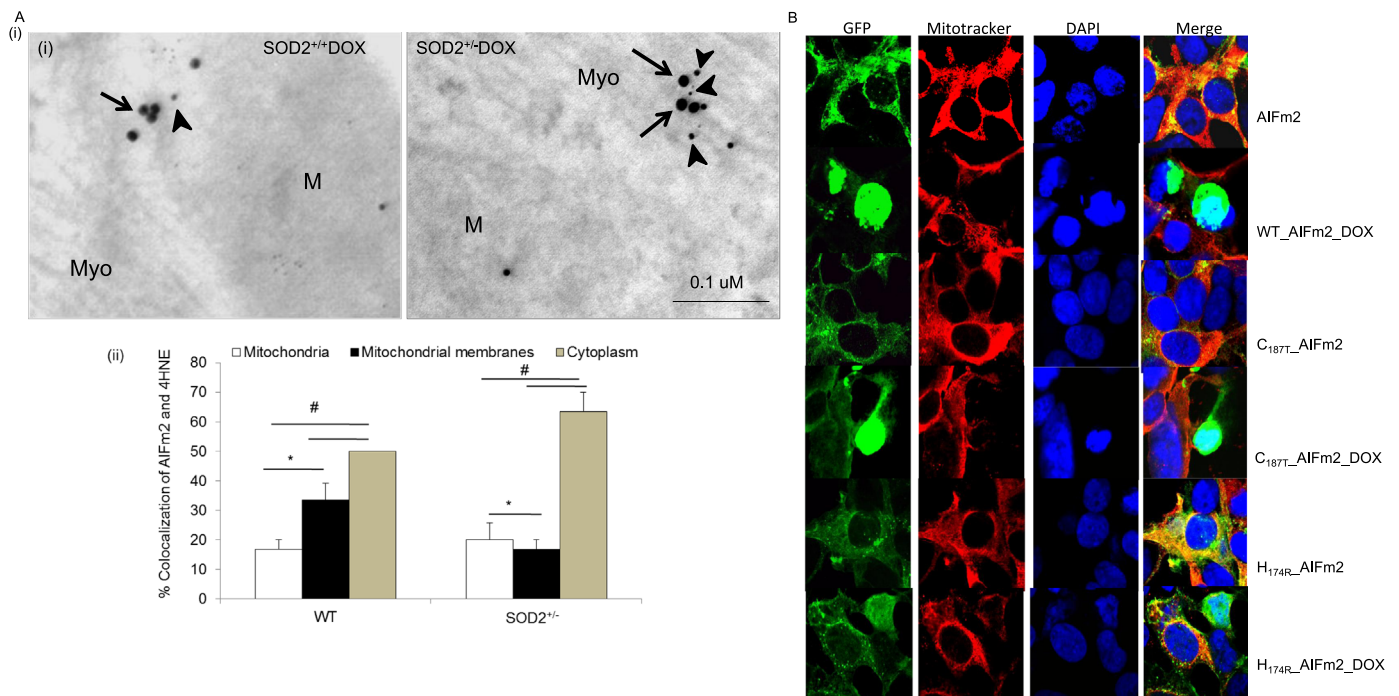 A
(i)
(i)
SOD2+/+DOX
Myo
M
SOD2+/-DOX
Myo
M
0.1 uM
(ii)
Mitochondria
Mitochondrial membranes
Cytoplasm
% Colocalization of AIFm2 and 4HNE
80
70
60
50
40
30
20
10
0
#
*
#
*
WT
SOD2+/-
B
GFP
Mitotracker
DAPI
Merge
AIFm2
WT_AIFm2_DOX
C187T_AIFm2
C187T_AIFm2_DOX
H174R_AIFm2
H174R_AIFm2_DOX